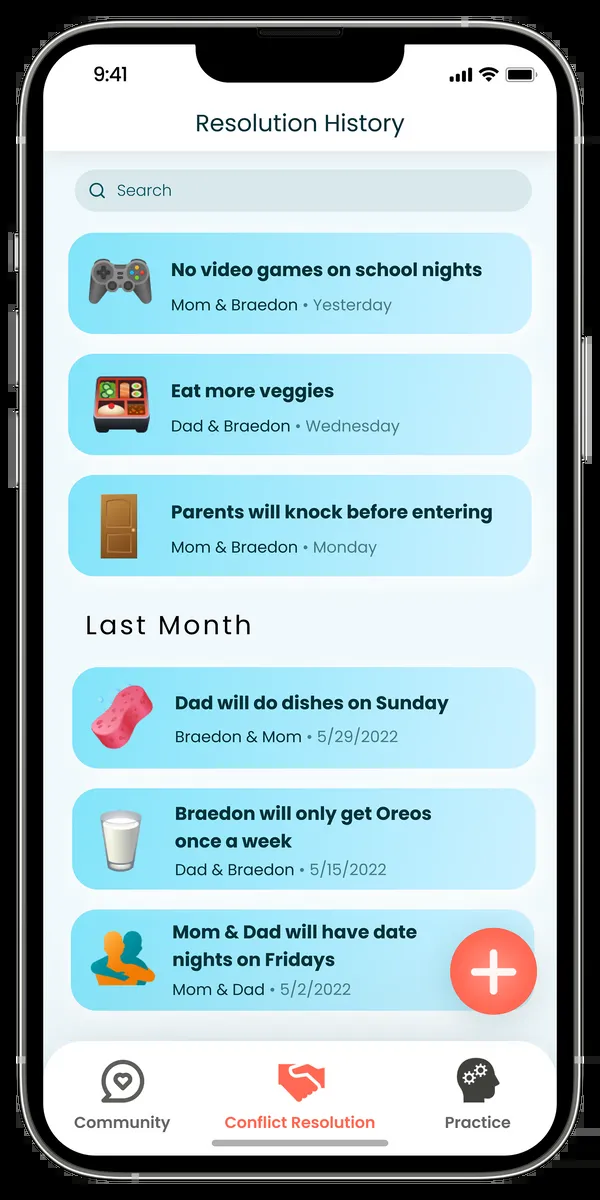 9:41
Resolution History
Search
No video games on school nights
Mom & Braedon • Yesterday
Eat more veggies
Dad & Braedon • Wednesday
Parents will knock before entering
Mom & Braedon • Monday
Last Month
Dad will do dishes on Sunday
Braedon & Mom • 5/29/2022
Braedon will only get Oreos
once a week
Dad & Braedon • 5/15/2022
Mom & Dad will have date
nights on Fridays
Mom & Dad • 5/2/2022
Community
Conflict Resolution
Practice